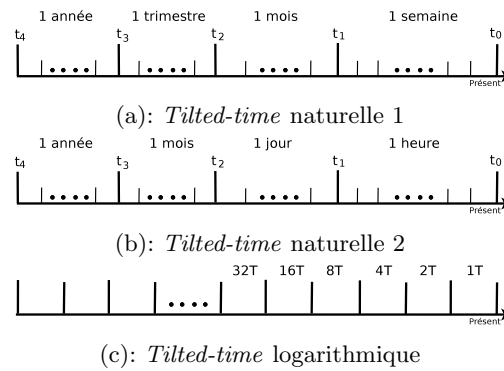 1 année 1 trimestre 1 mois 1 semaine
t4 t3 t2 t1 t0
Présent
(a): Tilted-time naturelle 1
1 année 1 mois 1 jour 1 heure
t4 t3 t2 t1 t0
Présent
(b): Tilted-time naturelle 2
32T 16T 8T 4T 2T 1T
Présent
(c): Tilted-time logarithmique